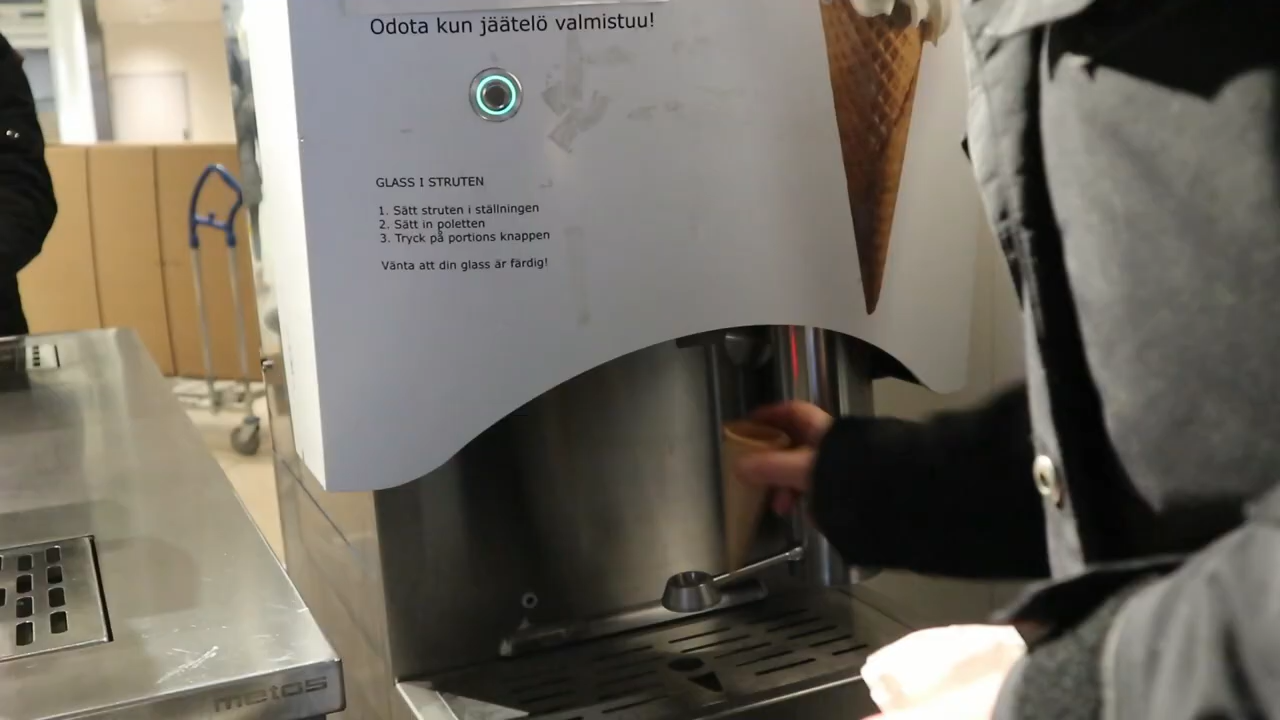 Odota kun jäätelö valmistuu!
GLASS I STRUTEN
1. Sätt struten i ställningen
2. Sätt in poletten
3. Tryck på portions knappen
Vänta att din glass är färdig!
metos